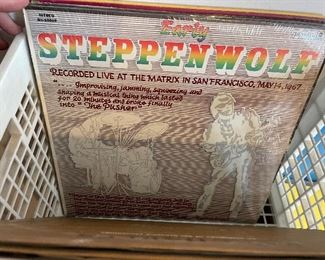 STEREO
Early
STEPPENWOLF
RECORDED LIVE AT THE MATRIX IN SAN FRANCISCO, MAY 14, 1967
".... Improvising, jamming, squeezing and
shaping a musical thing which lasted
for 20 minutes and broke finally
into "The Pusher"